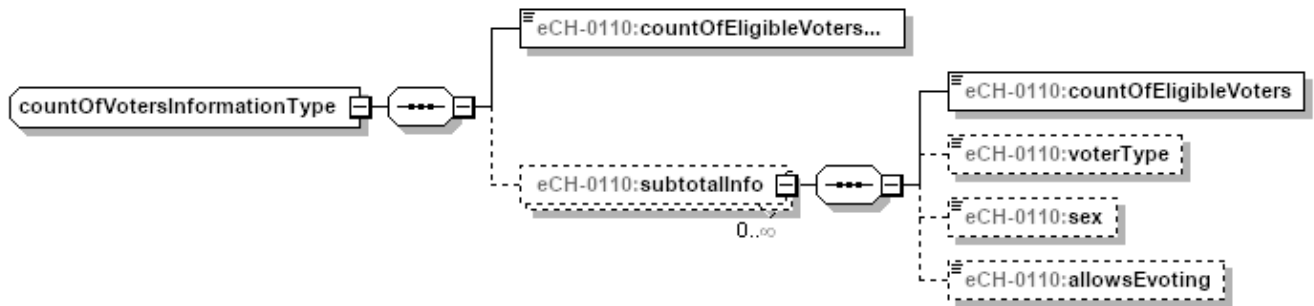 eCH-0110:countOfEligibleVoters...
countOfVotersInformationType
eCH-0110:countOfEligibleVoters
eCH-0110:voterType
eCH-0110:subtotalInfo
0..∞
eCH-0110:sex
eCH-0110:allowsEvoting